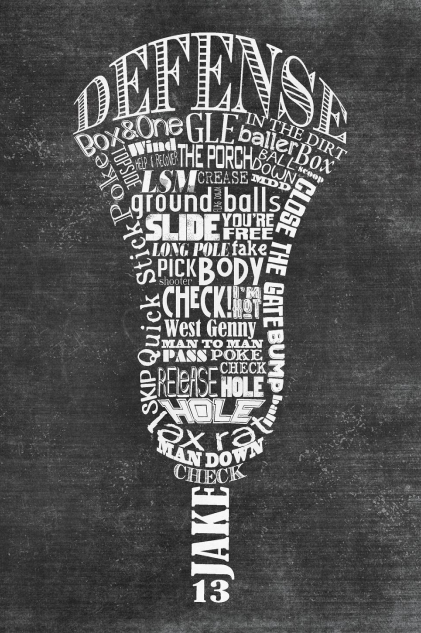 DEFENSE
Box&One GLE IN THE DIRT
Wind
HELP & RECOVER
THE PORCH
baller
BALL
DOWN
Box
scoop
MDD
Poke
LSM CREASE
ground balls
SLIDE YOU'RE FREE
LONG POLE fake
PICK BODY
shooter
CHECK! I'M HOT
West Genny
MAN TO MAN
PASS POKE
CHECK
RELEASE HOLE
HOLE
lax rat
MAN DOWN
CHECK
Quick Stick
SKIP
CLOSE THE GATE
BUMP
JAKE
13